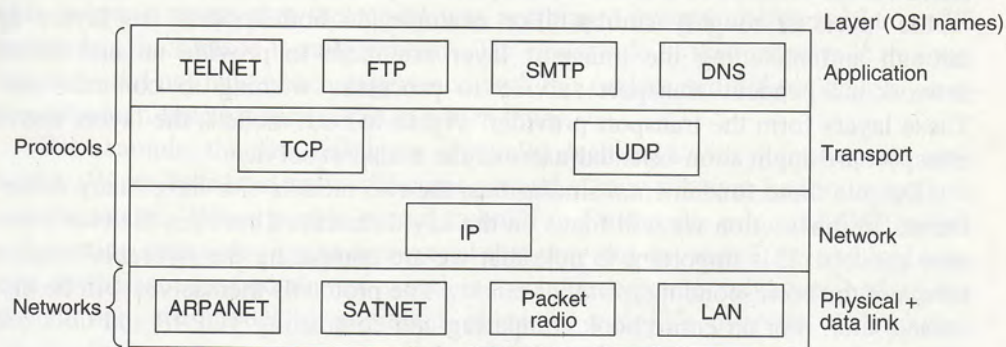 Layer (OSI names)
TELNET FTP SMTP DNS Application
Protocols TCP UDP Transport
IP Network
Networks ARPANET SATNET Packet radio LAN Physical + data link